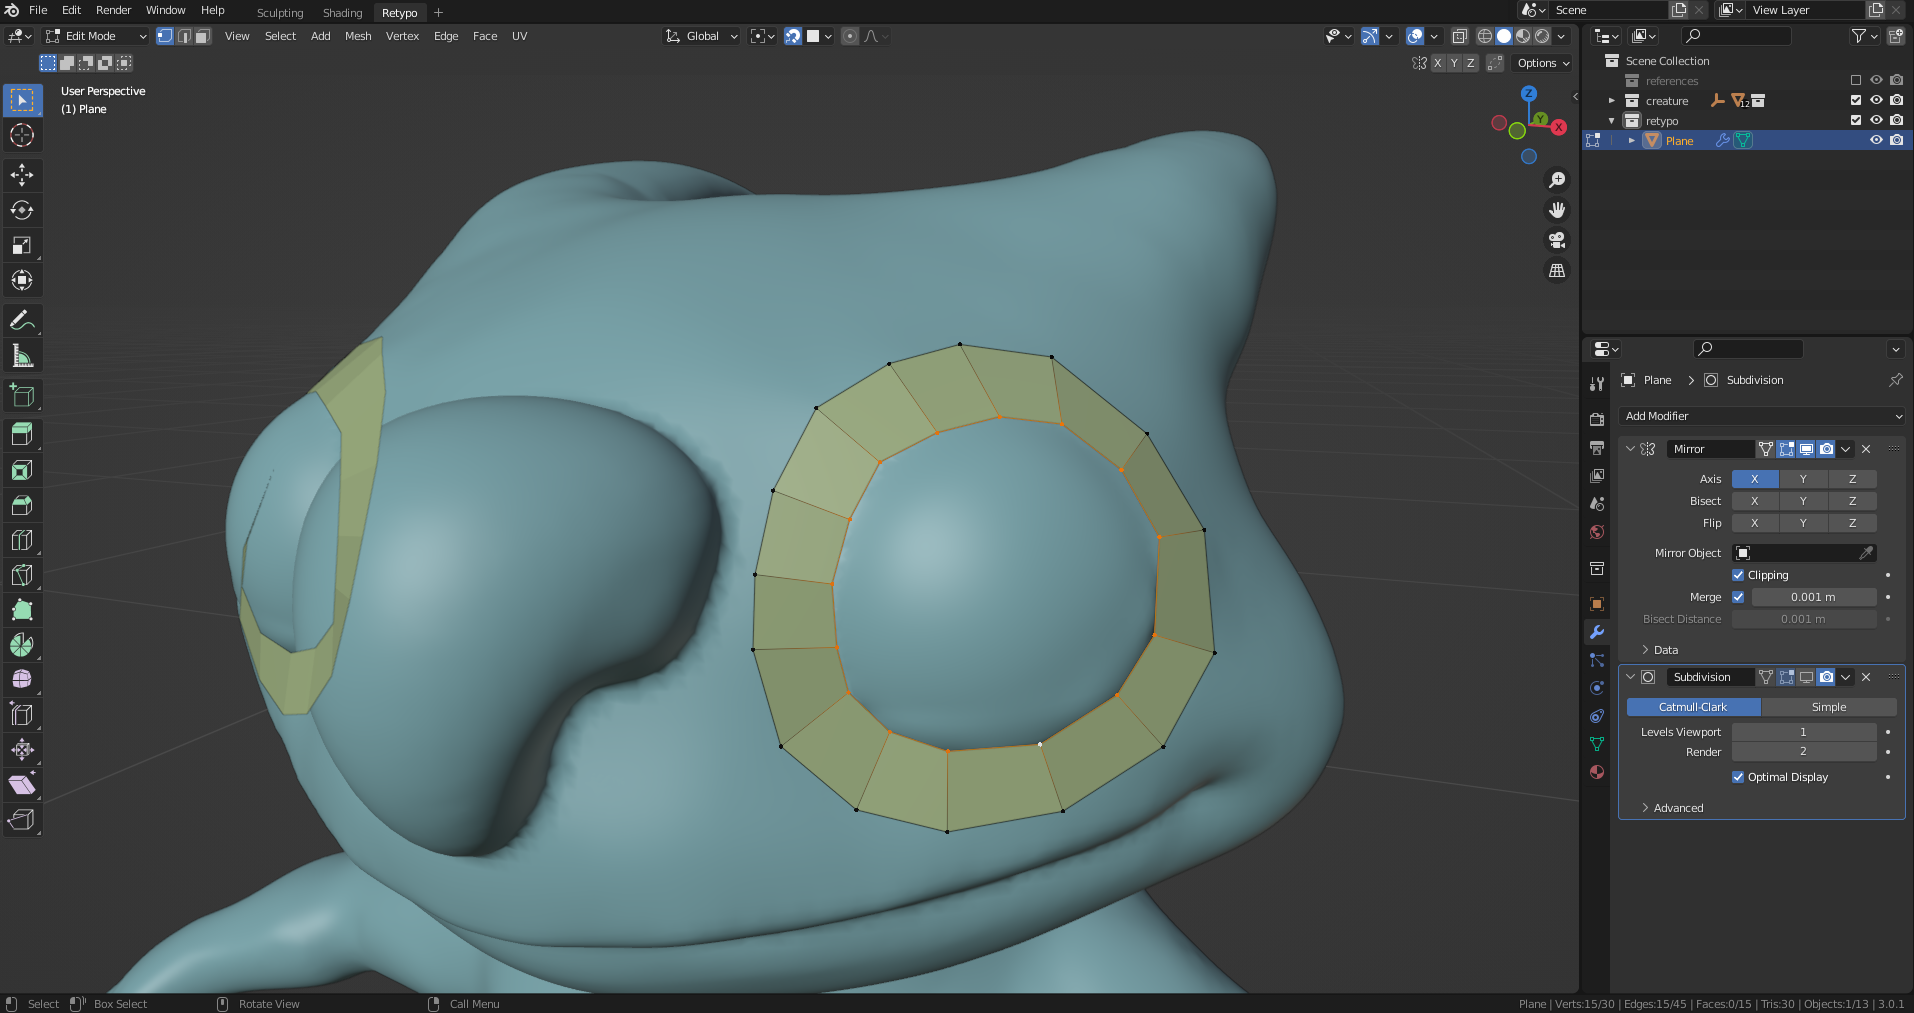 File Edit Render Window Help Sculpting Shading Retypo +
Scene View Layer
Edit Mode View Select Add Mesh Vertex Edge Face UV Global
X Y Z Options
User Perspective
(1) Plane
Z
Y
X
Scene Collection
references
creature 12
retypo
Plane
Plane > Subdivision
Add Modifier
Mirror
Axis X Y Z
Bisect X Y Z
Flip X Y Z
Mirror Object
Clipping
Merge 0.001 m
Bisect Distance 0.001 m
Data
Subdivision
Catmull-Clark Simple
Levels Viewport 1
Render 2
Optimal Display
Advanced
Select Box Select Rotate View Call Menu
Plane | Verts:15/30 | Edges:15/45 | Faces:0/15 | Tris:30 | Objects:1/13 | 3.0.1